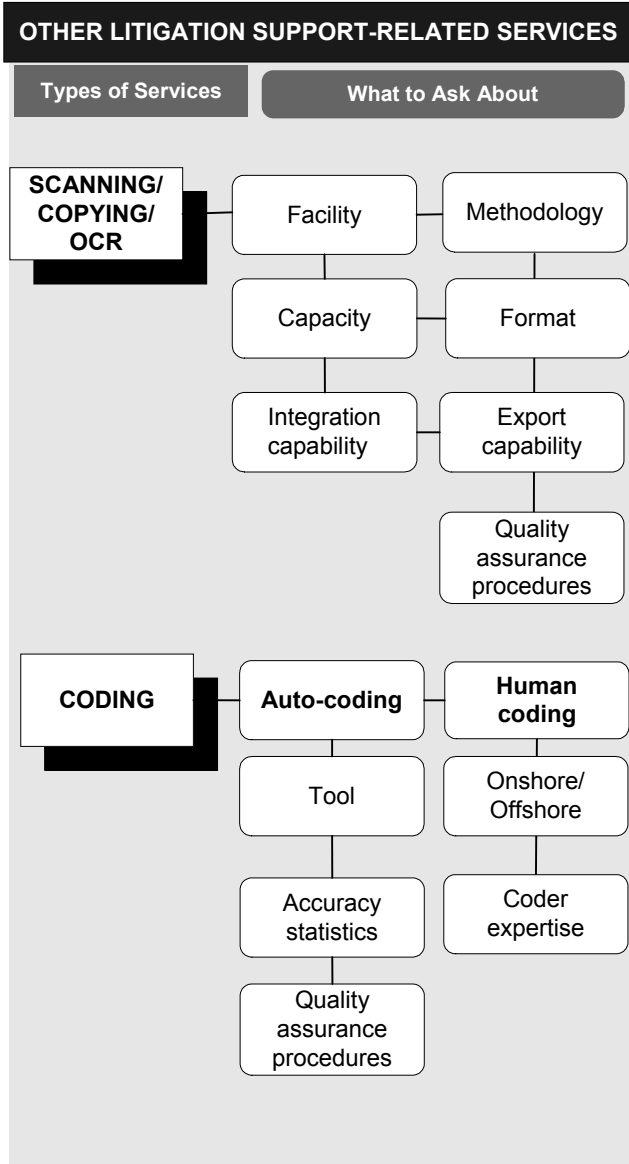 OTHER LITIGATION SUPPORT-RELATED SERVICES
Types of Services
What to Ask About
SCANNING/
COPYING/
OCR
Facility
Methodology
Capacity
Format
Integration
capability
Export
capability
Quality
assurance
procedures
CODING
Auto-coding
Human
coding
Tool
Onshore/
Offshore
Accuracy
statistics
Coder
expertise
Quality
assurance
procedures